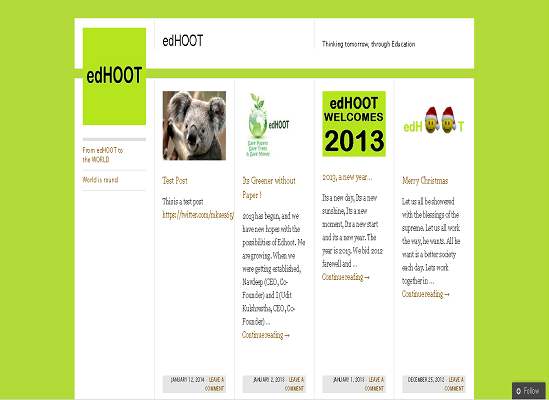 edHOOT
edHOOT
Thinking tomorrow, through Education
From edHOOT to
the WORLD
World is round
Test Post
This is a test post
https://twitter.com/mkues65/
JANUARY 12, 2014 - LEAVE A
COMMENT
edHOOT
Save Paper
Save Trees
& Save Money
Its Greener without
Paper !
2013 has begun, and we
have new hopes with the
possibilities of Edhoot. We
are growing. When we
were getting established,
Navdeep (CEO, Co-
Founder) and I (Udit
Kulshrestha, CEO, Co-
Founder) ...
Continue reading →
JANUARY 2, 2013 - LEAVE A
COMMENT
edHOOT
WELCOMES
2013
2013, a new year...
Its a new day, Its a new
sunshine, Its a new
moment, Its a new start
and its a new year. The
year is 2013, We bid 2012
farewell and ...
Continue reading →
JANUARY 1, 2013 - LEAVE A
COMMENT
edH T
Merry Christmas
Let us all be showered
with the blessings of the
supreme. Let us all work
the way, he wants. All he
want is a better society
each day. Lets work
together in ...
Continue reading →
DECEMBER 25, 2012 - LEAVE A
COMMENT
Follow